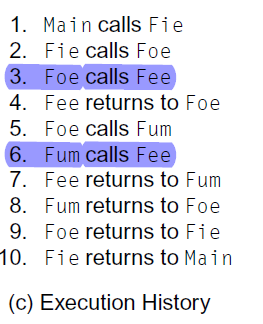 1. Main calls Fie
2. Fie calls Foe
3. Foe calls Fee
4. Fee returns to Foe
5. Foe calls Fum
6. Fum calls Fee
7. Fee returns to Fum
8. Fum returns to Foe
9. Foe returns to Fie
10. Fie returns to Main
(c) Execution History